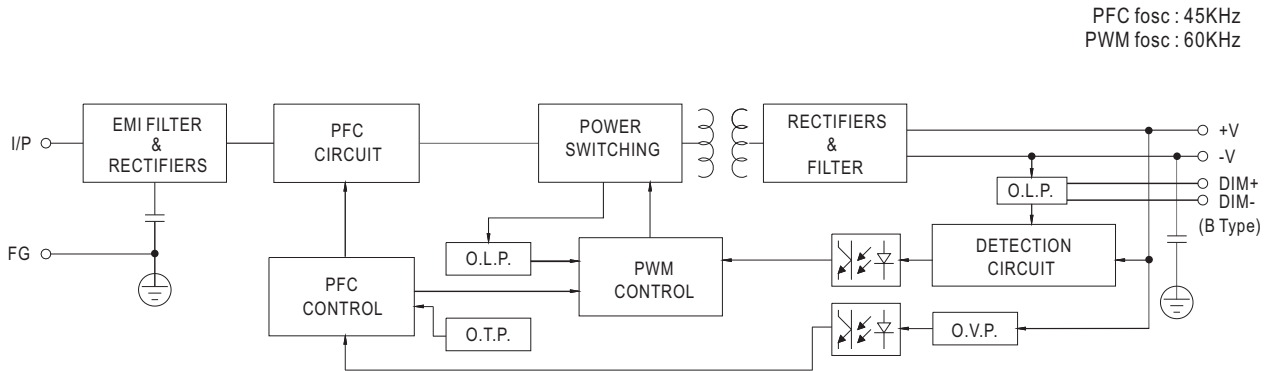 PFC fosc : 45KHz
PWM fosc : 60KHz
I/P
EMI FILTER
&
RECTIFIERS
PFC
CIRCUIT
POWER
SWITCHING
RECTIFIERS
&
FILTER
+V
-V
DIM+
DIM-
(B Type)
O.L.P.
FG
O.L.P.
PFC
CONTROL
PWM
CONTROL
DETECTION
CIRCUIT
O.T.P.
O.V.P.